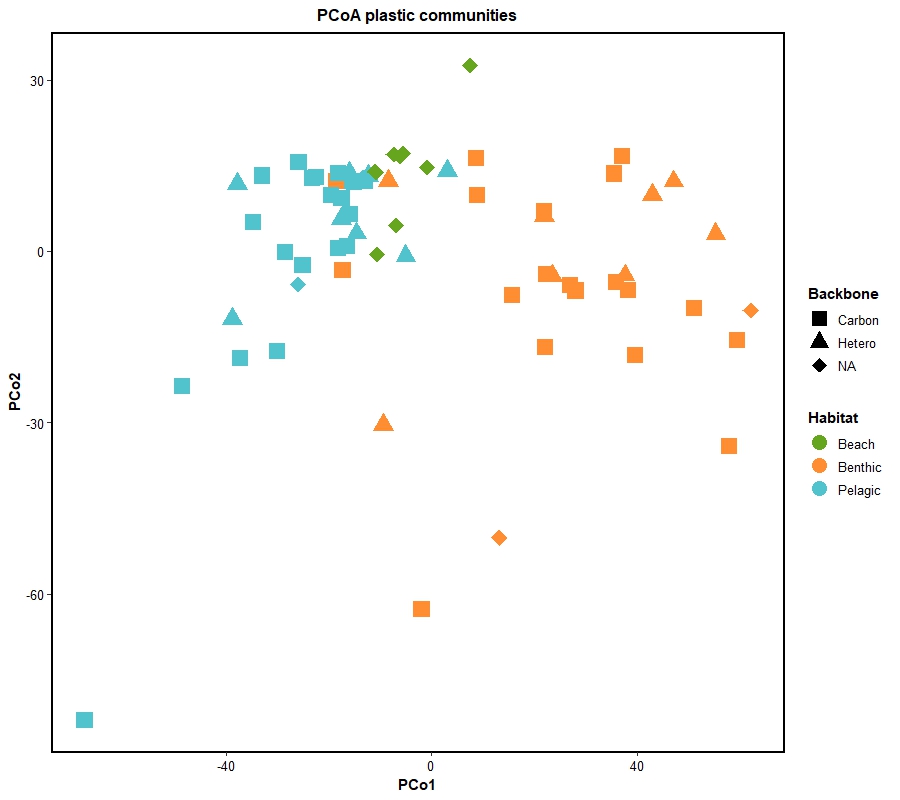 PCoA plastic communities
30
0
-30
-60
PCo2
-40
0
40
PCo1
Backbone
Carbon
Hetero
NA
Habitat
Beach
Benthic
Pelagic